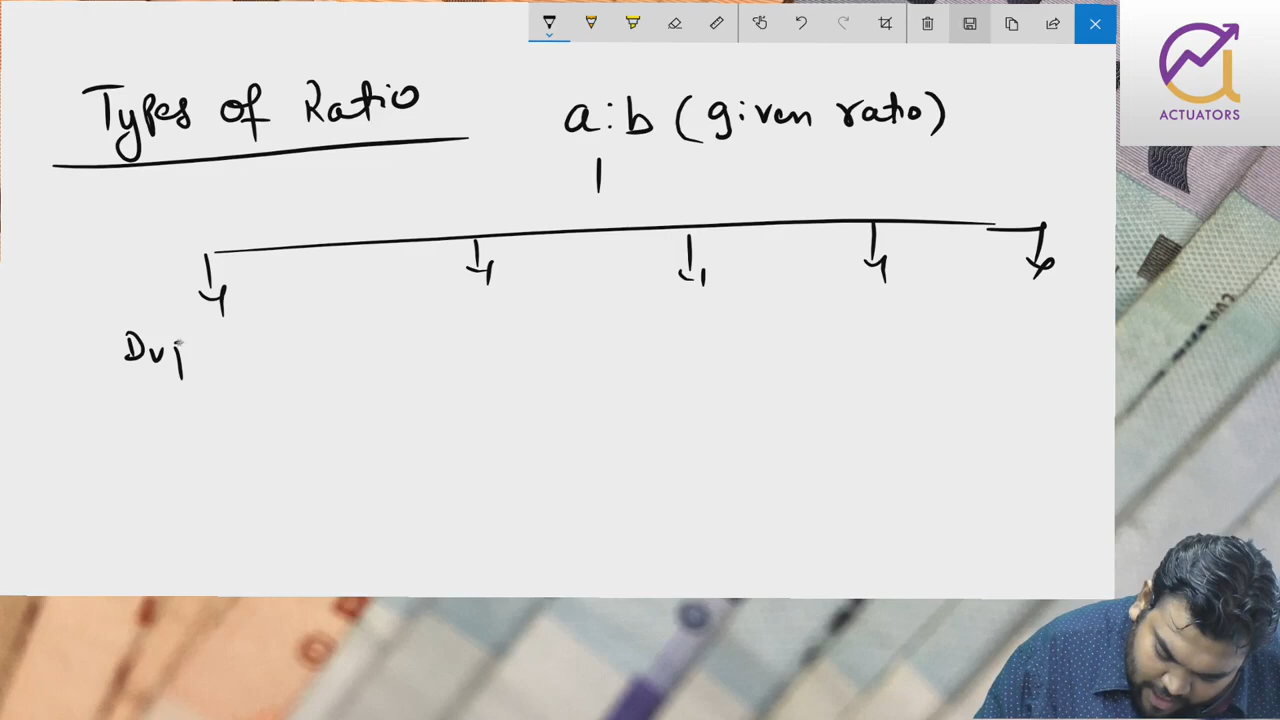 Types of Ratio
a:b (given ratio)
ACTUATORS